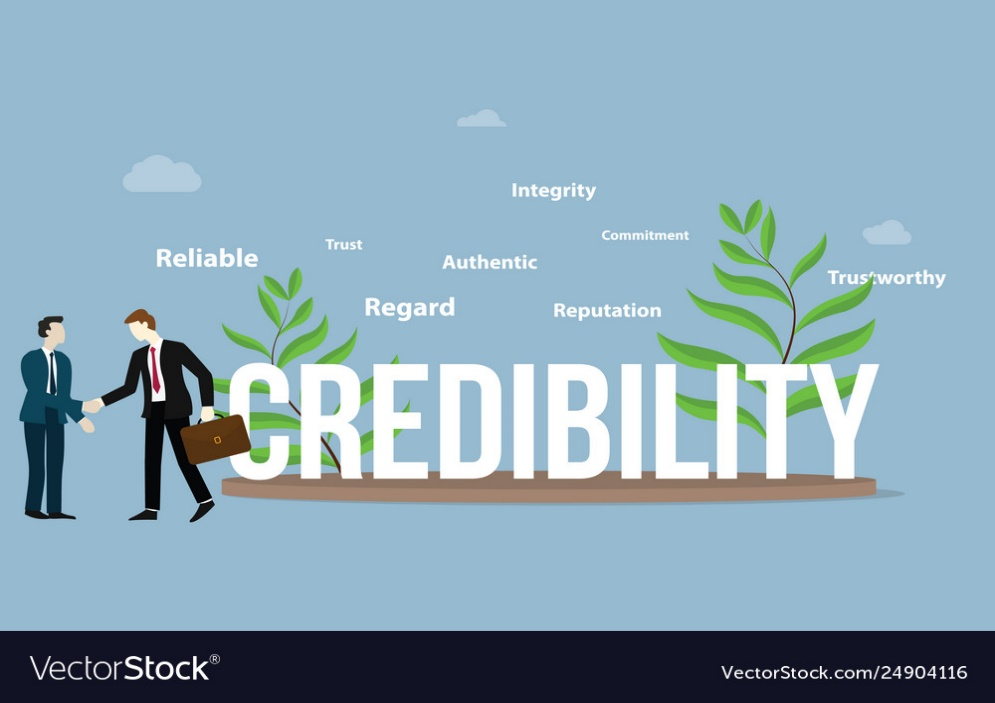 Integrity
Commitment
Trust
Reliable
Authentic
Trustworthy
Regard
Reputation
CREDIBILITY
VectorStock®
VectorStock.com/24904116